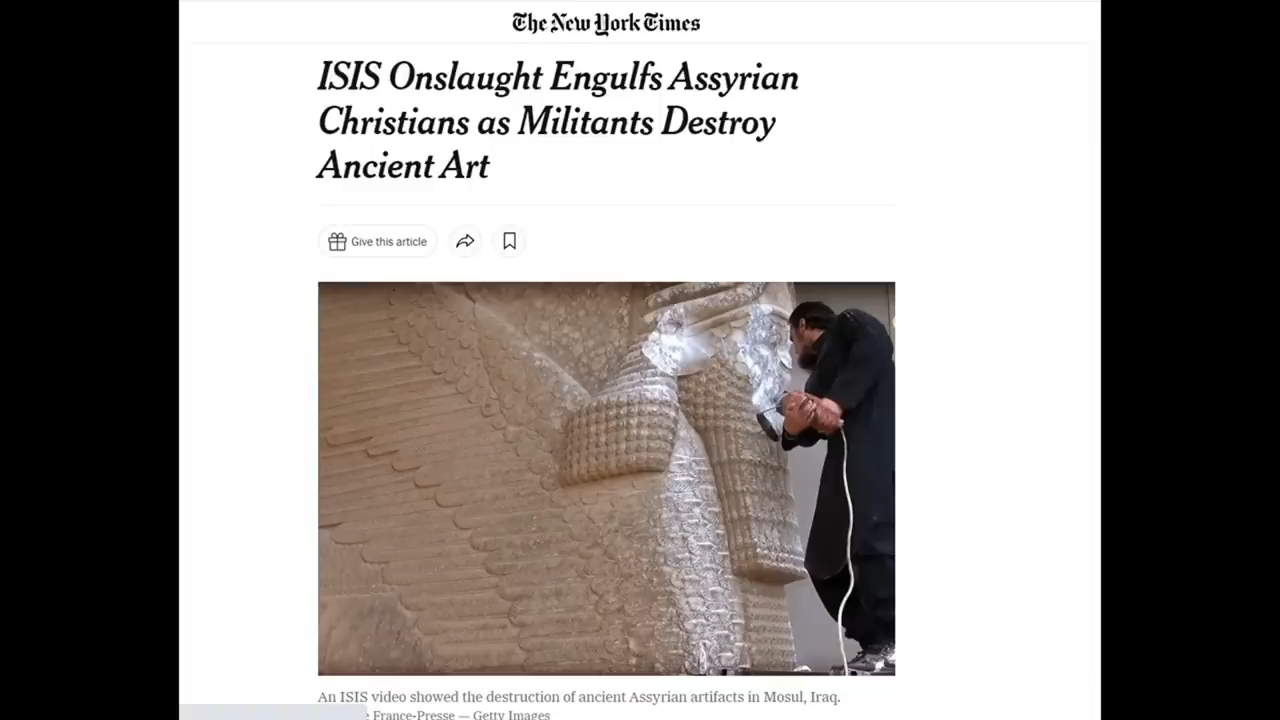 The New York Times
ISIS Onslaught Engulfs Assyrian
Christians as Militants Destroy
Ancient Art
Give this article
An ISIS video showed the destruction of ancient Assyrian artifacts in Mosul, Iraq.
France-Presse — Getty Images